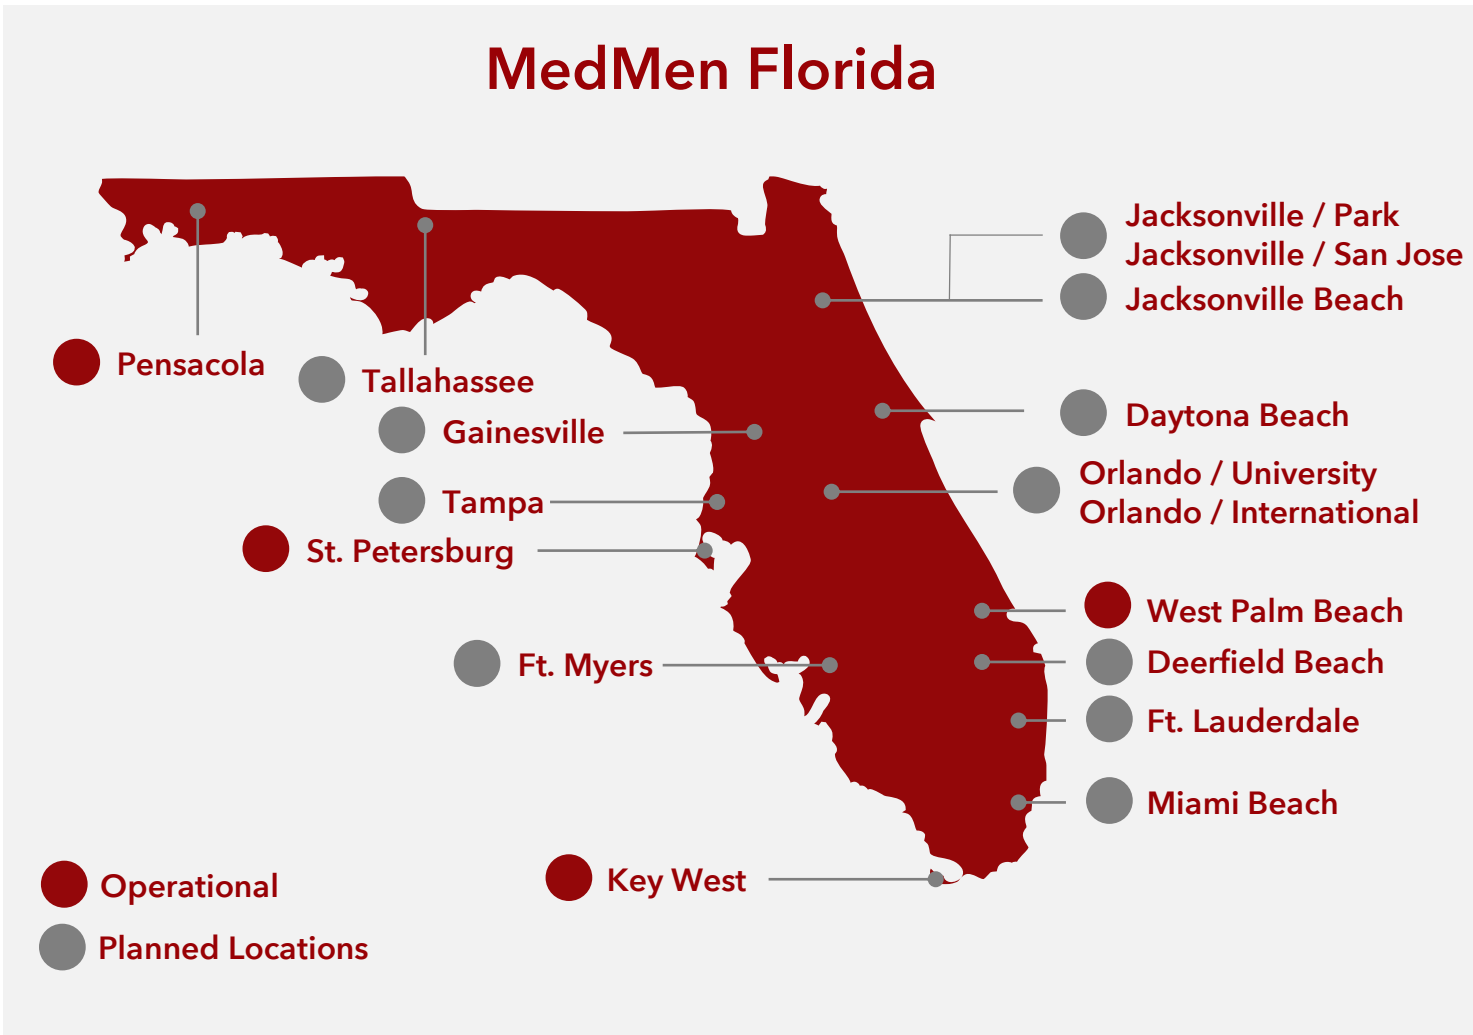 MedMen Florida
Jacksonville / Park
Jacksonville / San Jose
Jacksonville Beach
Pensacola
Tallahassee
Gainesville
Daytona Beach
Orlando / University
Orlando / International
Tampa
St. Petersburg
West Palm Beach
Deerfield Beach
Ft. Myers
Ft. Lauderdale
Miami Beach
Key West
Operational
Planned Locations